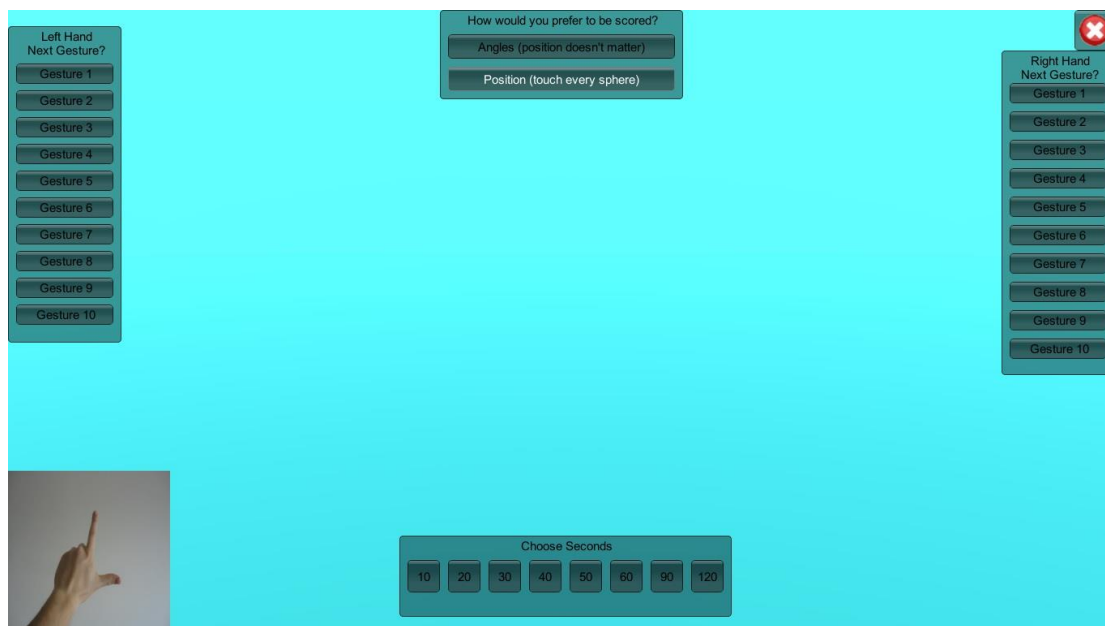 Left Hand
Next Gesture?
Gesture 1
Gesture 2
Gesture 3
Gesture 4
Gesture 5
Gesture 6
Gesture 7
Gesture 8
Gesture 9
Gesture 10
How would you prefer to be scored?
Angles (position doesn't matter)
Position (touch every sphere)
Right Hand
Next Gesture?
Gesture 1
Gesture 2
Gesture 3
Gesture 4
Gesture 5
Gesture 6
Gesture 7
Gesture 8
Gesture 9
Gesture 10
Choose Seconds
10 20 30 40 50 60 90 120